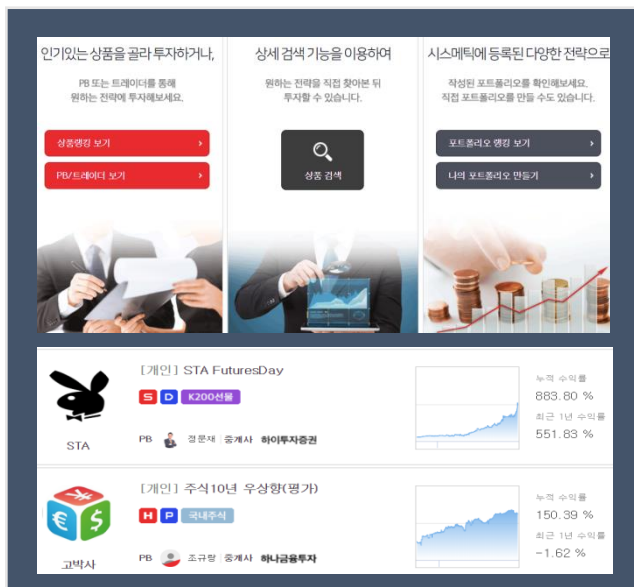 인기있는 상품을 골라 투자하거나,
PB 또는 트레이더를 통해
원하는 전략에 투자해보세요.
상품랭킹 보기
PB/트레이더 보기
상세 검색 기능을 이용하여
원하는 전략을 직접 찾아본 뒤
투자할 수 있습니다.
상품 검색
시스메틱에 등록된 다양한 전략으로
작성된 포트폴리오를 확인해보세요.
직접 포트폴리오를 만들 수도 있습니다.
포트폴리오 랭킹 보기
나의 포트폴리오 만들기
[개인] STA FuturesDay
S D K200선물
STA
PB 정문재 중계사 하이투자증권
누적 수익률
883.80 %
최근 1년 수익률
551.83 %
[개인] 주식10년 우상향(평가)
H P 국내주식
고박사
PB 조규랑 중계사 하나금융투자
누적 수익률
150.39 %
최근 1년 수익률
-1.62 %